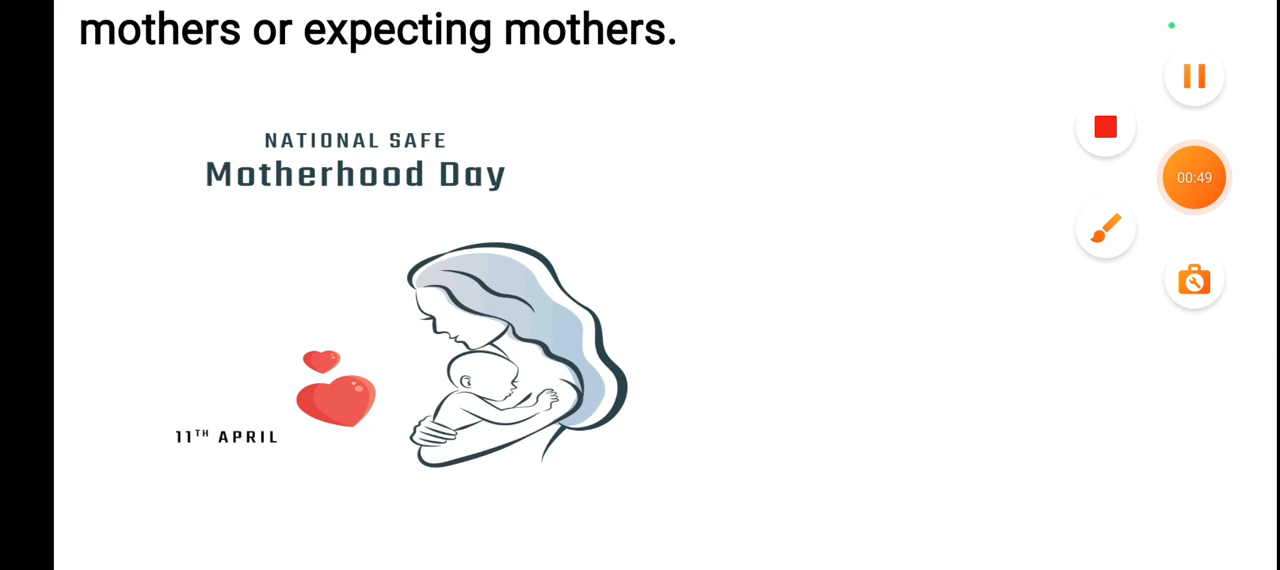 mothers or expecting mothers.
NATIONAL SAFE
Motherhood Day
11TH APRIL
00:49